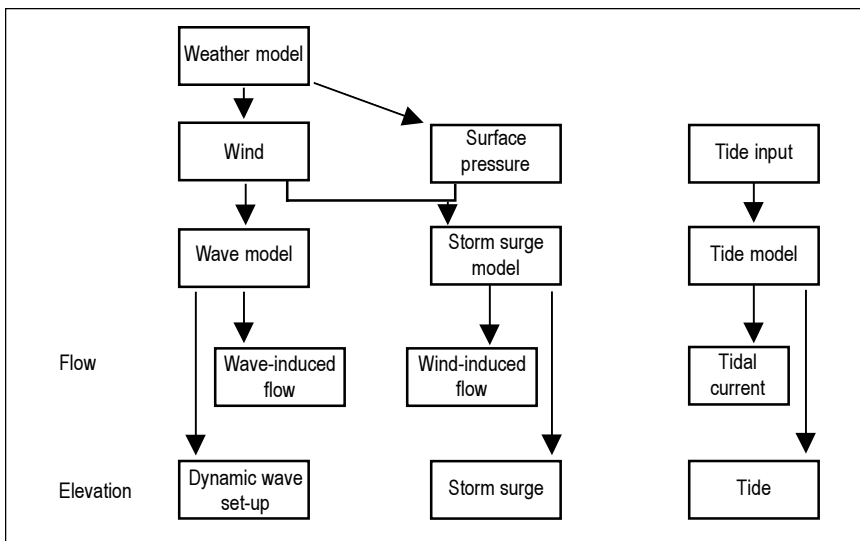 Weather model
Wind
Surface
pressure
Tide input
Wave model
Storm surge
model
Tide model
Flow
Wave-induced
flow
Wind-induced
flow
Tidal
current
Elevation
Dynamic wave
set-up
Storm surge
Tide